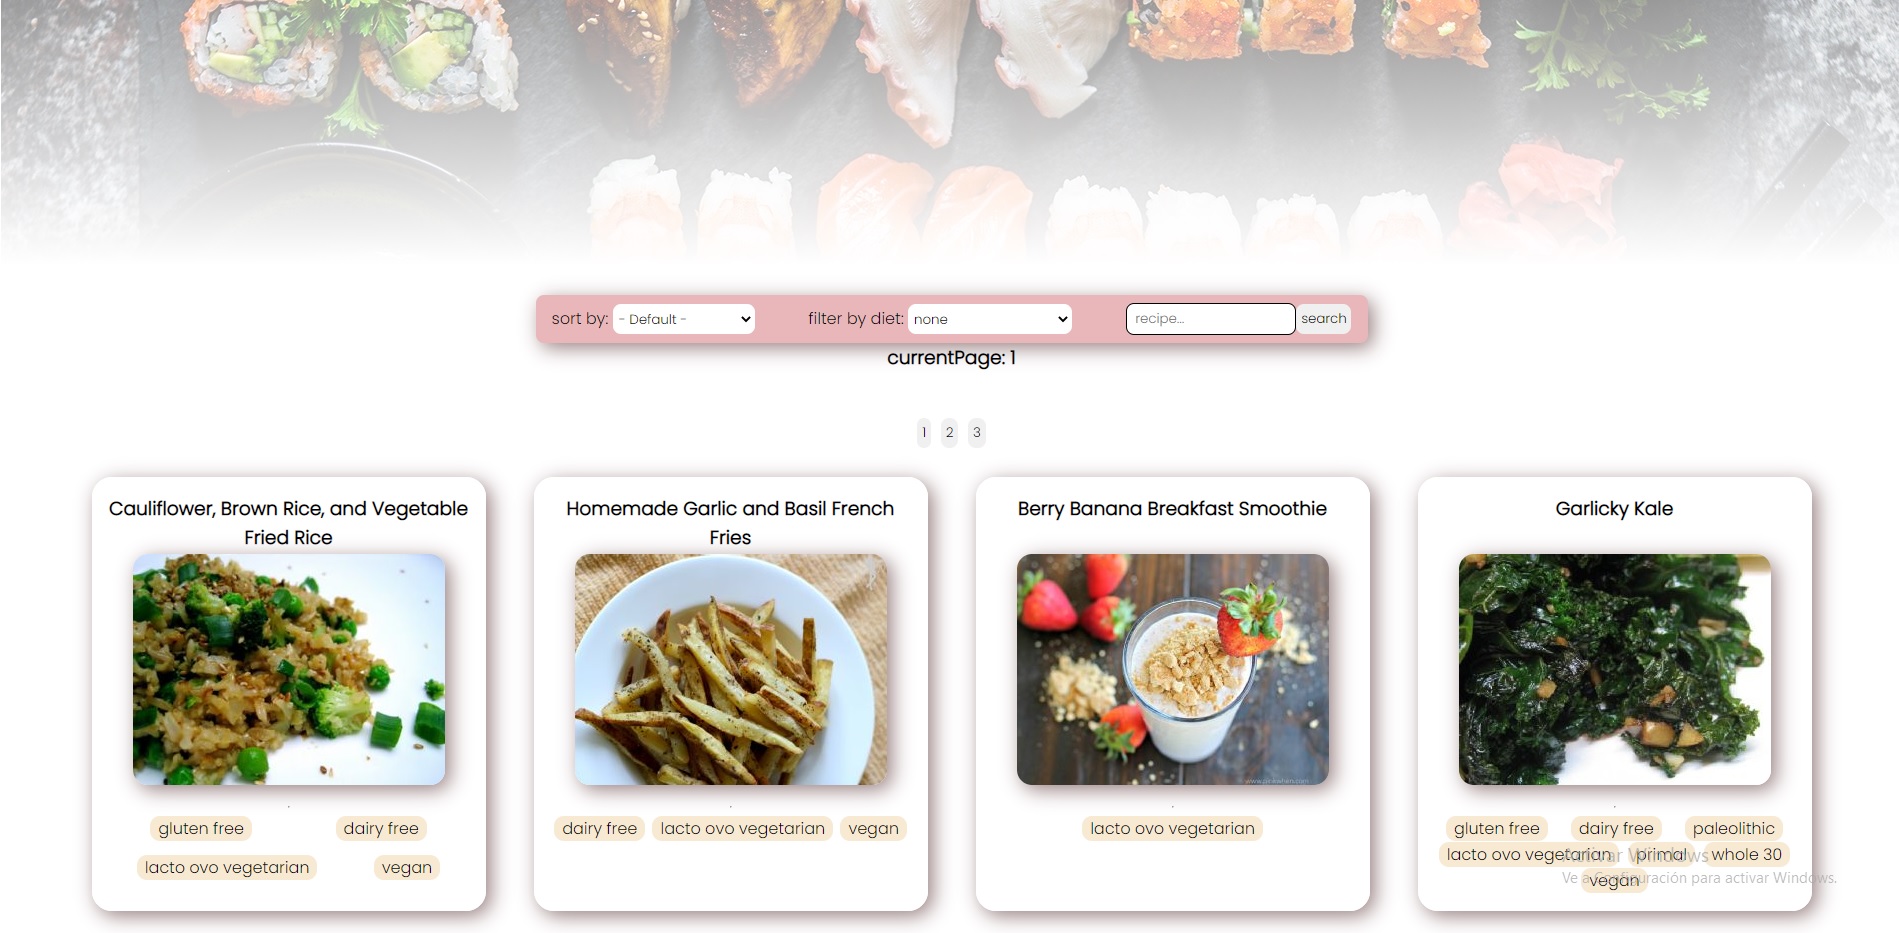 sort by: - Default - filter by diet: none recipe... search
currentPage: 1
1 2 3
Cauliflower, Brown Rice, and Vegetable
Fried Rice
gluten free dairy free
lacto ovo vegetarian vegan
Homemade Garlic and Basil French
Fries
dairy free lacto ovo vegetarian vegan
Berry Banana Breakfast Smoothie
www.pinkwhen.com
lacto ovo vegetarian
Garlicky Kale
gluten free dairy free paleolithic
lacto ovo vegetarian primal whole 30
vegan
Activar Windows
Ve a Configuración para activar Windows.